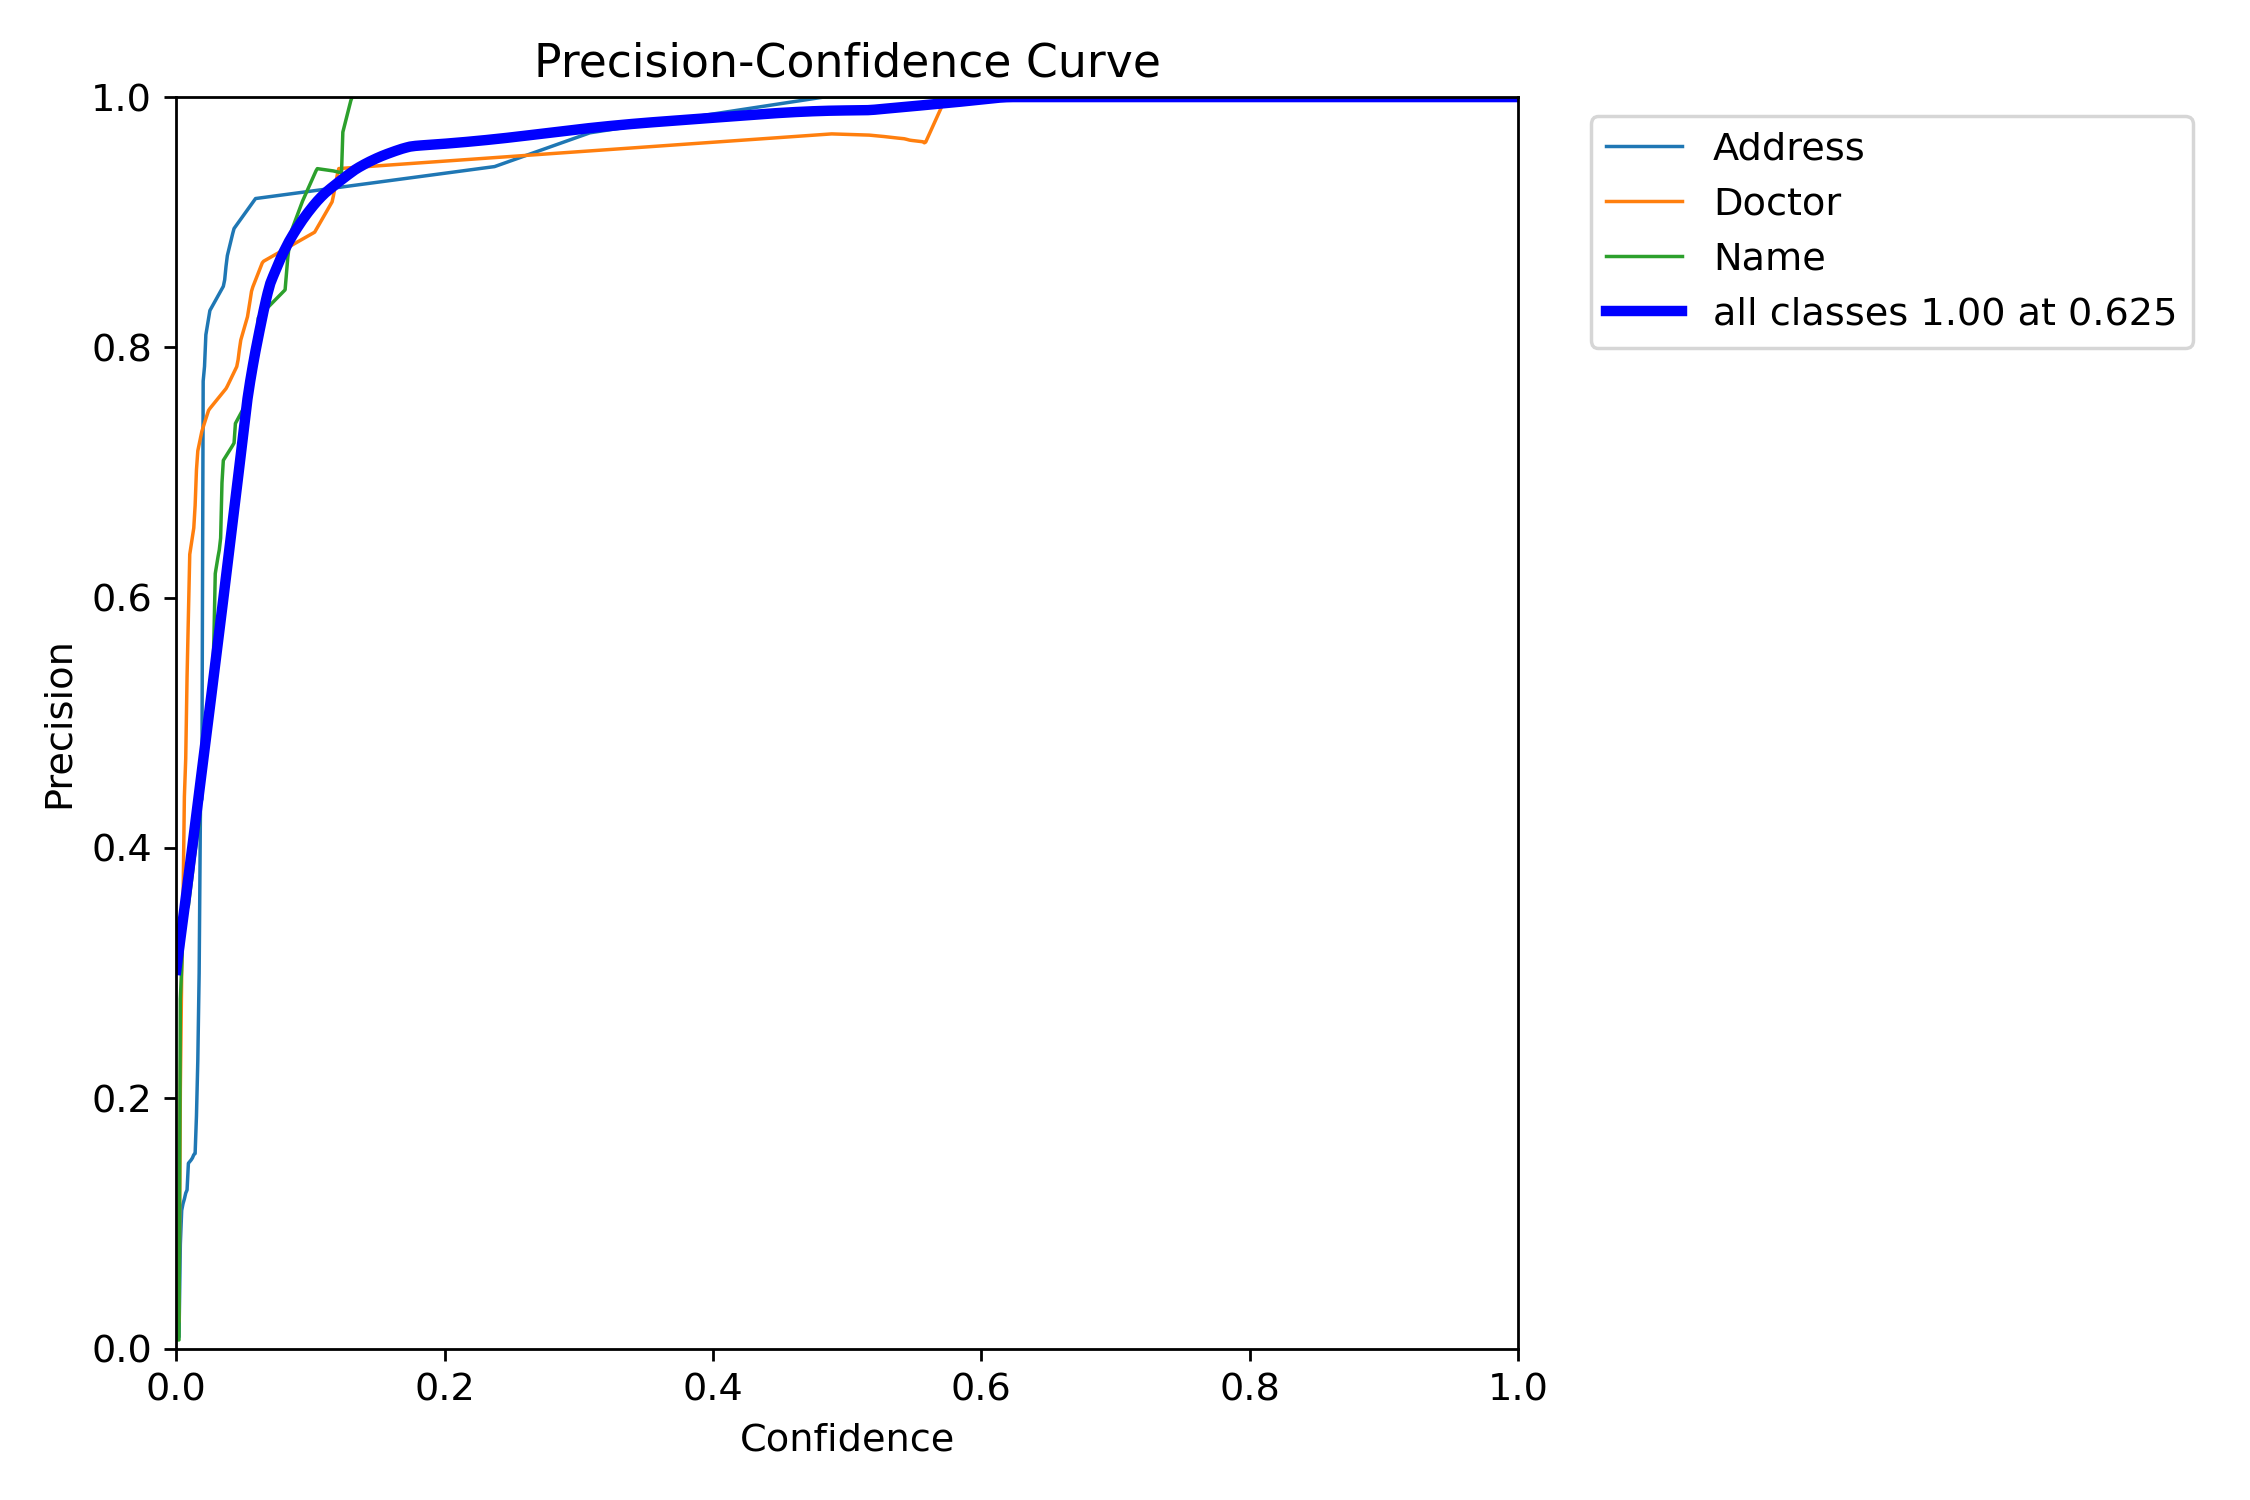 Precision-Confidence Curve
1.0
0.8
0.6
0.4
0.2
0.0
Precision
0.0 0.2 0.4 0.6 0.8 1.0
Confidence
Address
Doctor
Name
all classes 1.00 at 0.625